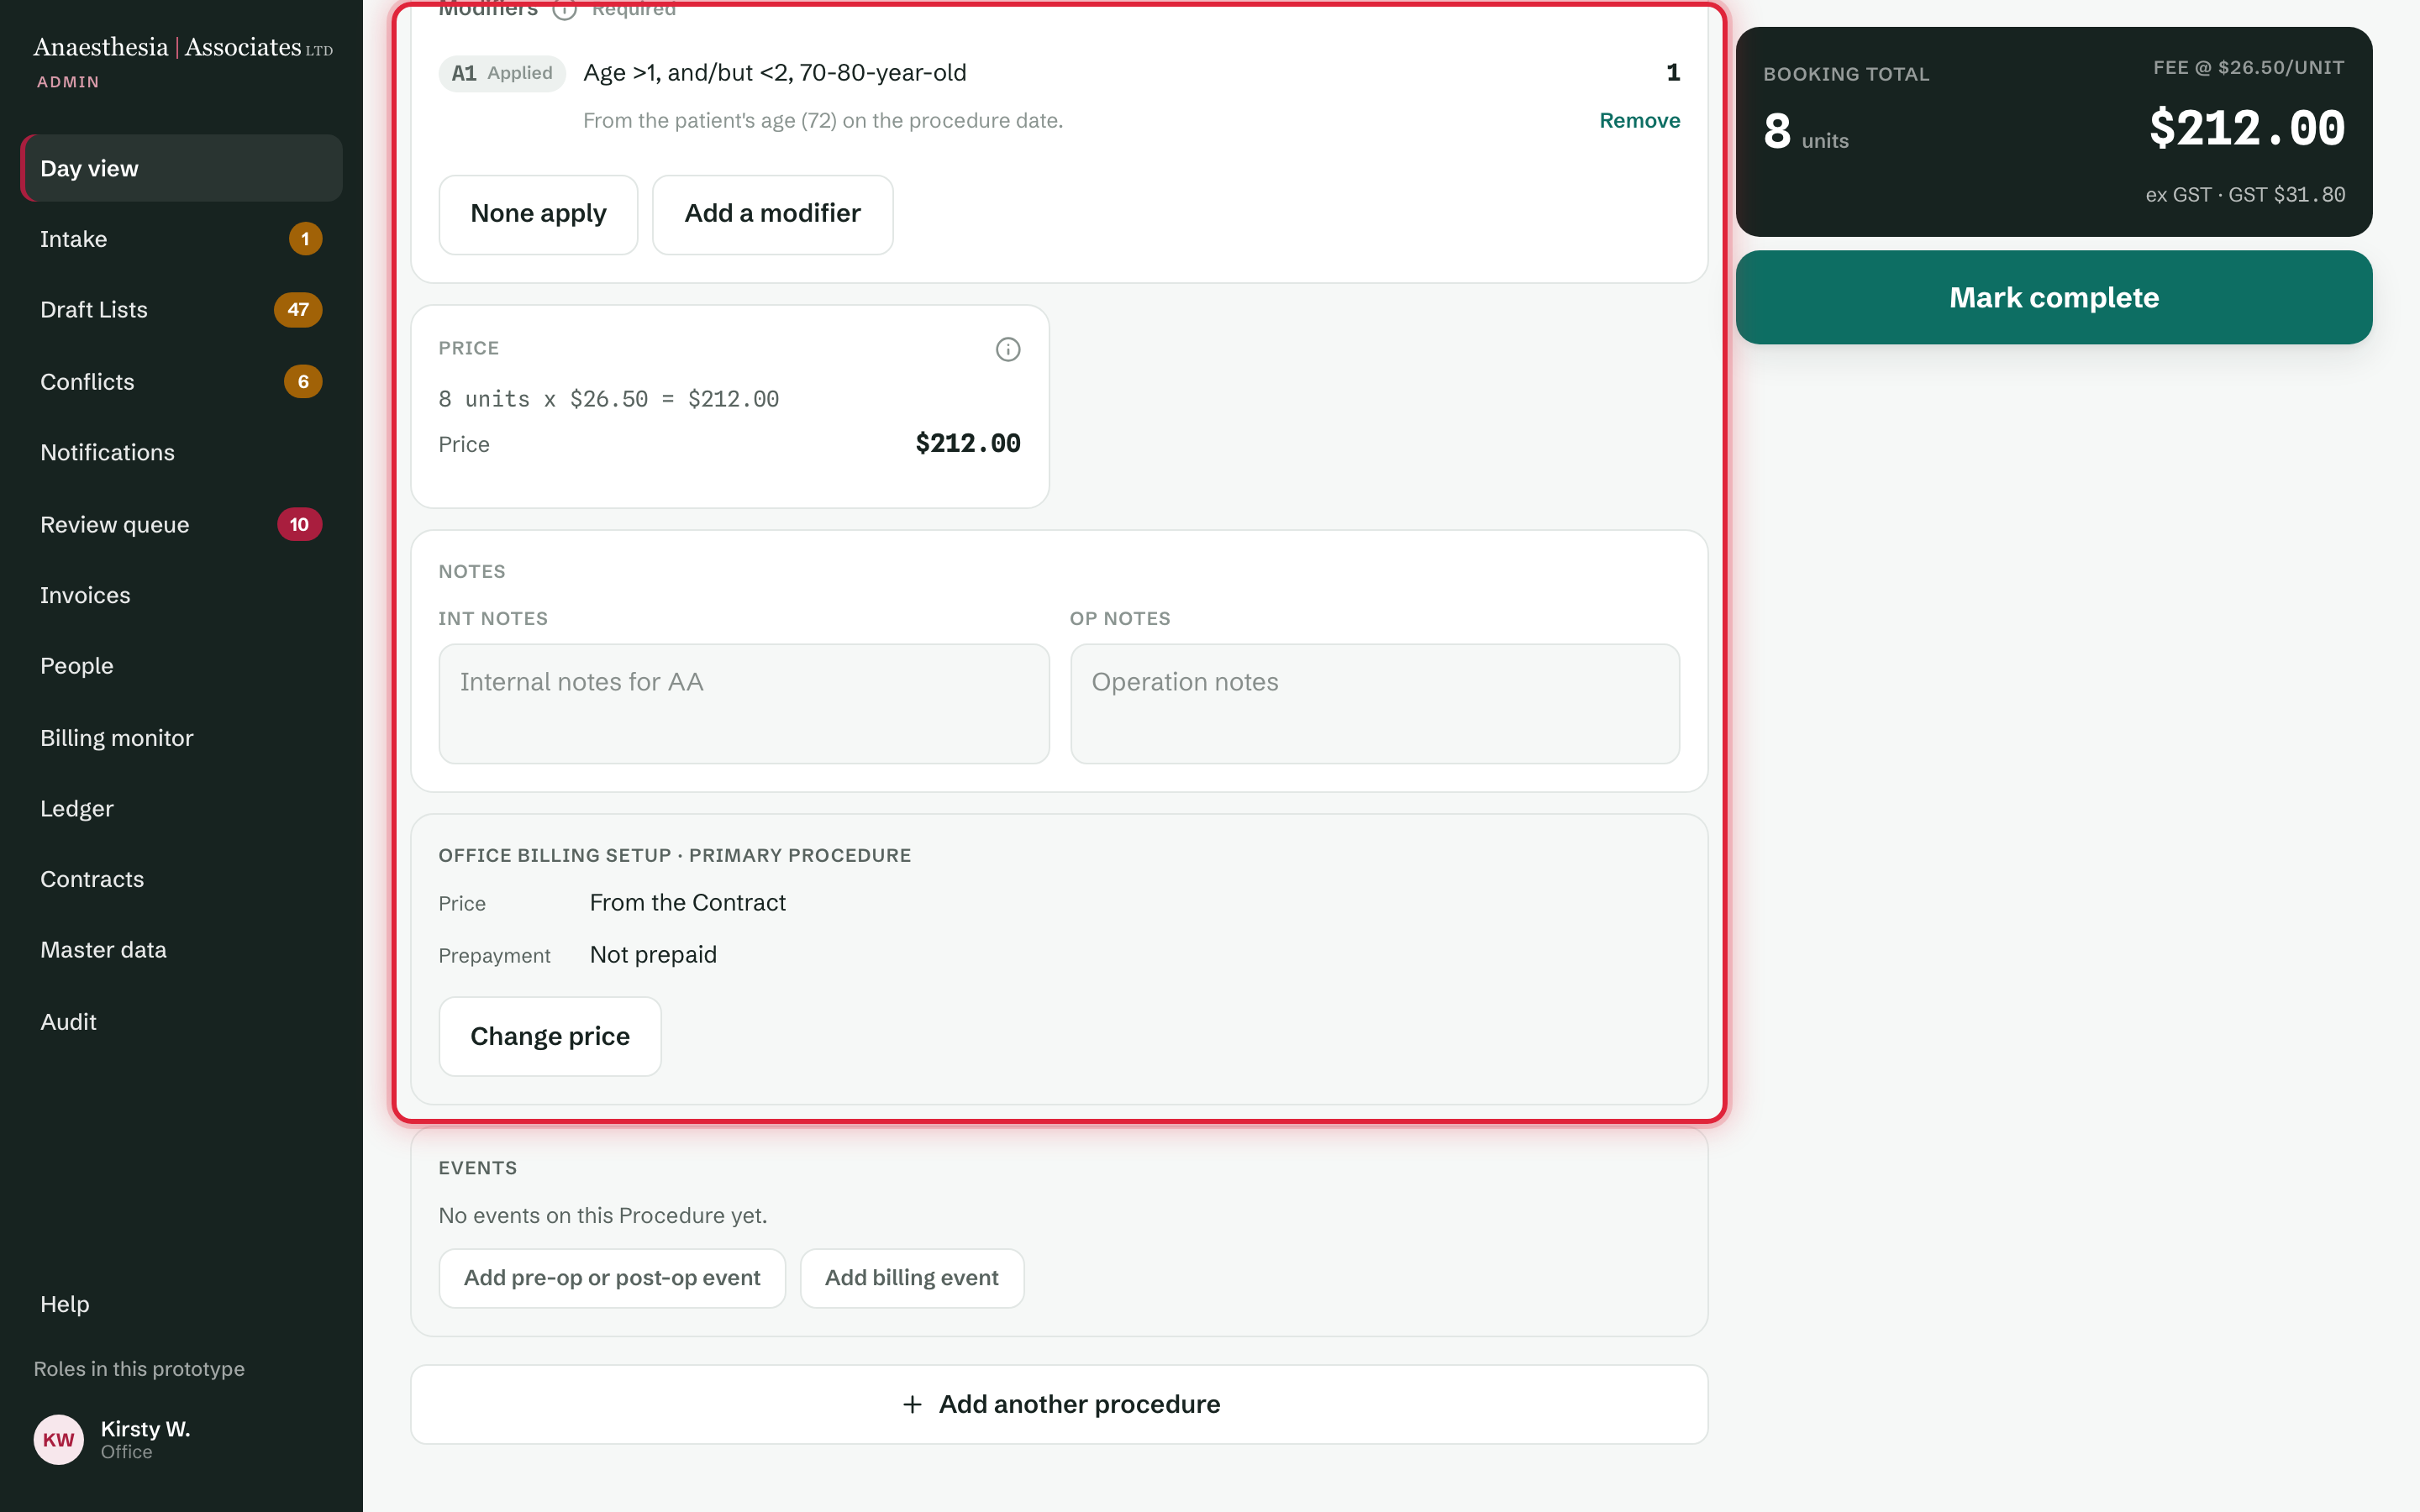 Anaesthesia | Associates LTD
ADMIN
Day view
Intake 1
Draft Lists 47
Conflicts 6
Notifications
Review queue 10
Invoices
People
Billing monitor
Ledger
Contracts
Master data
Audit
Help
Roles in this prototype
KW Kirsty W.
Office
Modifiers Required
A1 Applied Age >1, and/but <2, 70-80-year-old 1
From the patient's age (72) on the procedure date. Remove
None apply Add a modifier
PRICE
8 units x $26.50 = $212.00
Price $212.00
NOTES
INT NOTES OP NOTES
Internal notes for AA Operation notes
OFFICE BILLING SETUP · PRIMARY PROCEDURE
Price From the Contract
Prepayment Not prepaid
Change price
EVENTS
No events on this Procedure yet.
Add pre-op or post-op event Add billing event
+ Add another procedure
BOOKING TOTAL FEE @ $26.50/UNIT
8 units $212.00
ex GST · GST $31.80
Mark complete